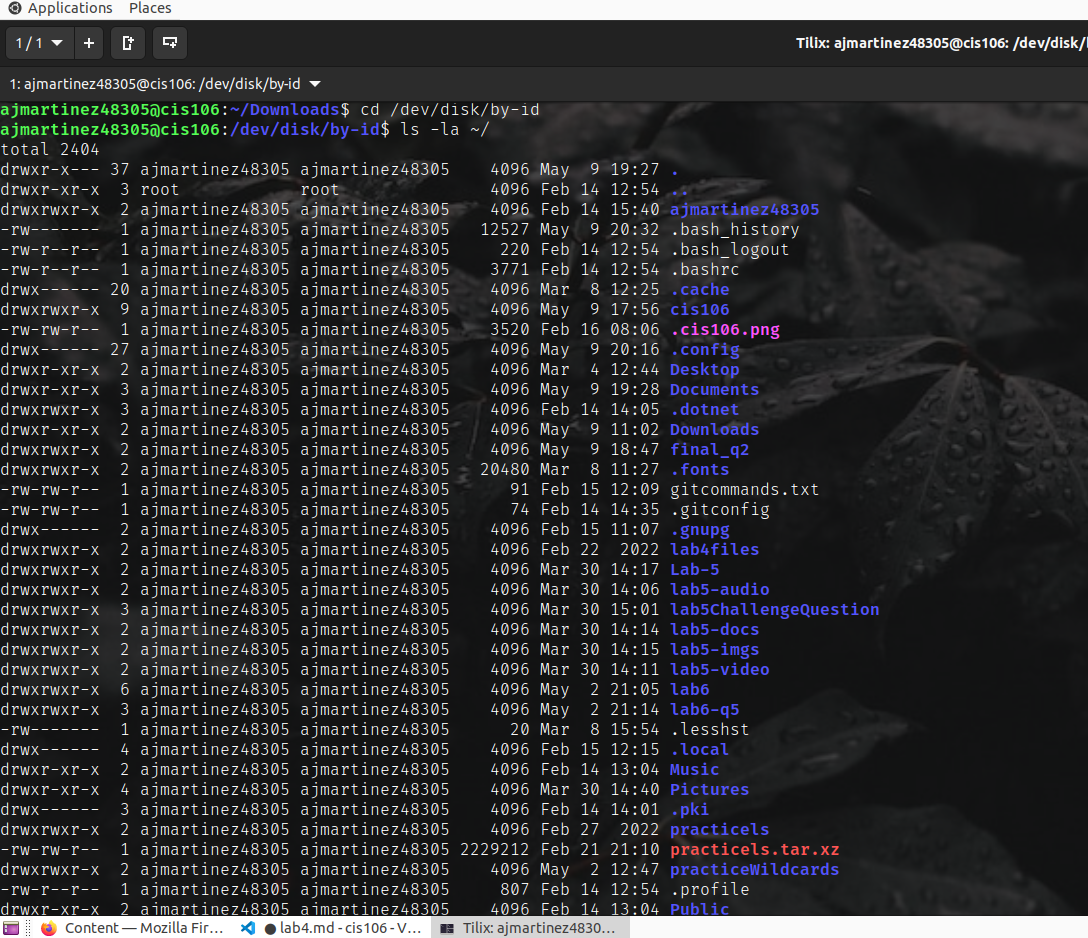 Applications Places
1 / 1
Tilix: ajmartinez48305@cis106: /dev/disk/
1: ajmartinez48305@cis106: /dev/disk/by-id
ajmartinez48305@cis106:~/Downloads$ cd /dev/disk/by-id
ajmartinez48305@cis106:/dev/disk/by-id$ ls -la ~/
total 2404
drwxr-x--- 37 ajmartinez48305 ajmartinez48305    4096 May  9 19:27 .
drwxr-xr-x  3 root            root               4096 Feb 14 12:54 ..
drwxrwxr-x  2 ajmartinez48305 ajmartinez48305    4096 Feb 14 15:40 ajmartinez48305
-rw-------  1 ajmartinez48305 ajmartinez48305   12527 May  9 20:32 .bash_history
-rw-r--r--  1 ajmartinez48305 ajmartinez48305     220 Feb 14 12:54 .bash_logout
-rw-r--r--  1 ajmartinez48305 ajmartinez48305    3771 Feb 14 12:54 .bashrc
drwx------ 20 ajmartinez48305 ajmartinez48305    4096 Mar  8 12:25 .cache
drwxrwxr-x  9 ajmartinez48305 ajmartinez48305    4096 May  9 17:56 cis106
-rw-rw-r--  1 ajmartinez48305 ajmartinez48305    3520 Feb 16 08:06 .cis106.png
drwx------ 27 ajmartinez48305 ajmartinez48305    4096 May  9 20:16 .config
drwxr-xr-x  2 ajmartinez48305 ajmartinez48305    4096 Mar  4 12:44 Desktop
drwxr-xr-x  3 ajmartinez48305 ajmartinez48305    4096 May  9 19:28 Documents
drwxrwxr-x  3 ajmartinez48305 ajmartinez48305    4096 Feb 14 14:05 .dotnet
drwxr-xr-x  2 ajmartinez48305 ajmartinez48305    4096 May  9 11:02 Downloads
drwxrwxr-x  2 ajmartinez48305 ajmartinez48305    4096 May  9 18:47 final_q2
drwxrwxr-x  2 ajmartinez48305 ajmartinez48305   20480 Mar  8 11:27 .fonts
-rw-rw-r--  1 ajmartinez48305 ajmartinez48305      91 Feb 15 12:09 gitcommands.txt
-rw-rw-r--  1 ajmartinez48305 ajmartinez48305      74 Feb 14 14:35 .gitconfig
drwx------  2 ajmartinez48305 ajmartinez48305    4096 Feb 15 11:07 .gnupg
drwxrwxr-x  2 ajmartinez48305 ajmartinez48305    4096 Feb 22  2022 lab4files
drwxrwxr-x  2 ajmartinez48305 ajmartinez48305    4096 Mar 30 14:17 Lab-5
drwxrwxr-x  2 ajmartinez48305 ajmartinez48305    4096 Mar 30 14:06 lab5-audio
drwxrwxr-x  3 ajmartinez48305 ajmartinez48305    4096 Mar 30 15:01 lab5ChallengeQuestion
drwxrwxr-x  2 ajmartinez48305 ajmartinez48305    4096 Mar 30 14:14 lab5-docs
drwxrwxr-x  2 ajmartinez48305 ajmartinez48305    4096 Mar 30 14:15 lab5-imgs
drwxrwxr-x  2 ajmartinez48305 ajmartinez48305    4096 Mar 30 14:11 lab5-video
drwxrwxr-x  6 ajmartinez48305 ajmartinez48305    4096 May  2 21:05 lab6
drwxrwxr-x  3 ajmartinez48305 ajmartinez48305    4096 May  2 21:14 lab6-q5
-rw-------  1 ajmartinez48305 ajmartinez48305      20 Mar  8 15:54 .lesshst
drwx------  4 ajmartinez48305 ajmartinez48305    4096 Feb 15 12:15 .local
drwxr-xr-x  2 ajmartinez48305 ajmartinez48305    4096 Feb 14 13:04 Music
drwxr-xr-x  4 ajmartinez48305 ajmartinez48305    4096 Mar 30 14:40 Pictures
drwx------  3 ajmartinez48305 ajmartinez48305    4096 Feb 14 14:01 .pki
drwxrwxr-x  2 ajmartinez48305 ajmartinez48305    4096 Feb 27  2022 practicels
-rw-rw-r--  1 ajmartinez48305 ajmartinez48305 2229212 Feb 21 21:10 practicels.tar.xz
drwxrwxr-x  2 ajmartinez48305 ajmartinez48305    4096 May  2 12:47 practiceWildcards
-rw-r--r--  1 ajmartinez48305 ajmartinez48305     807 Feb 14 12:54 .profile
drwxr-xr-x  2 ajmartinez48305 ajmartinez48305    4096 Feb 14 13:04 Public
Content — Mozilla Fir... ● lab4.md - cis106 - V... Tilix: ajmartinez4830...